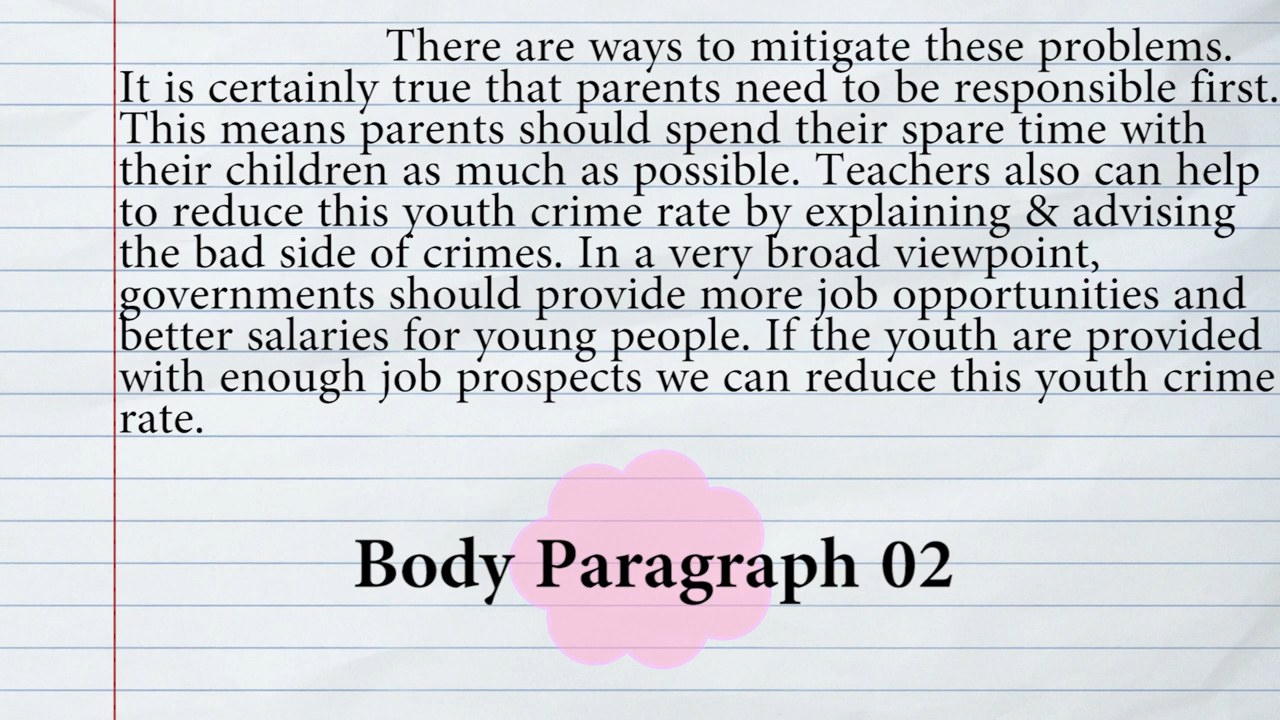 There are ways to mitigate these problems.
It is certainly true that parents need to be responsible first.
This means parents should spend their spare time with
their children as much as possible. Teachers also can help
to reduce this youth crime rate by explaining & advising
the bad side of crimes. In a very broad viewpoint,
governments should provide more job opportunities and
better salaries for young people. If the youth are provided
with enough job prospects we can reduce this youth crime
rate.
Body Paragraph 02